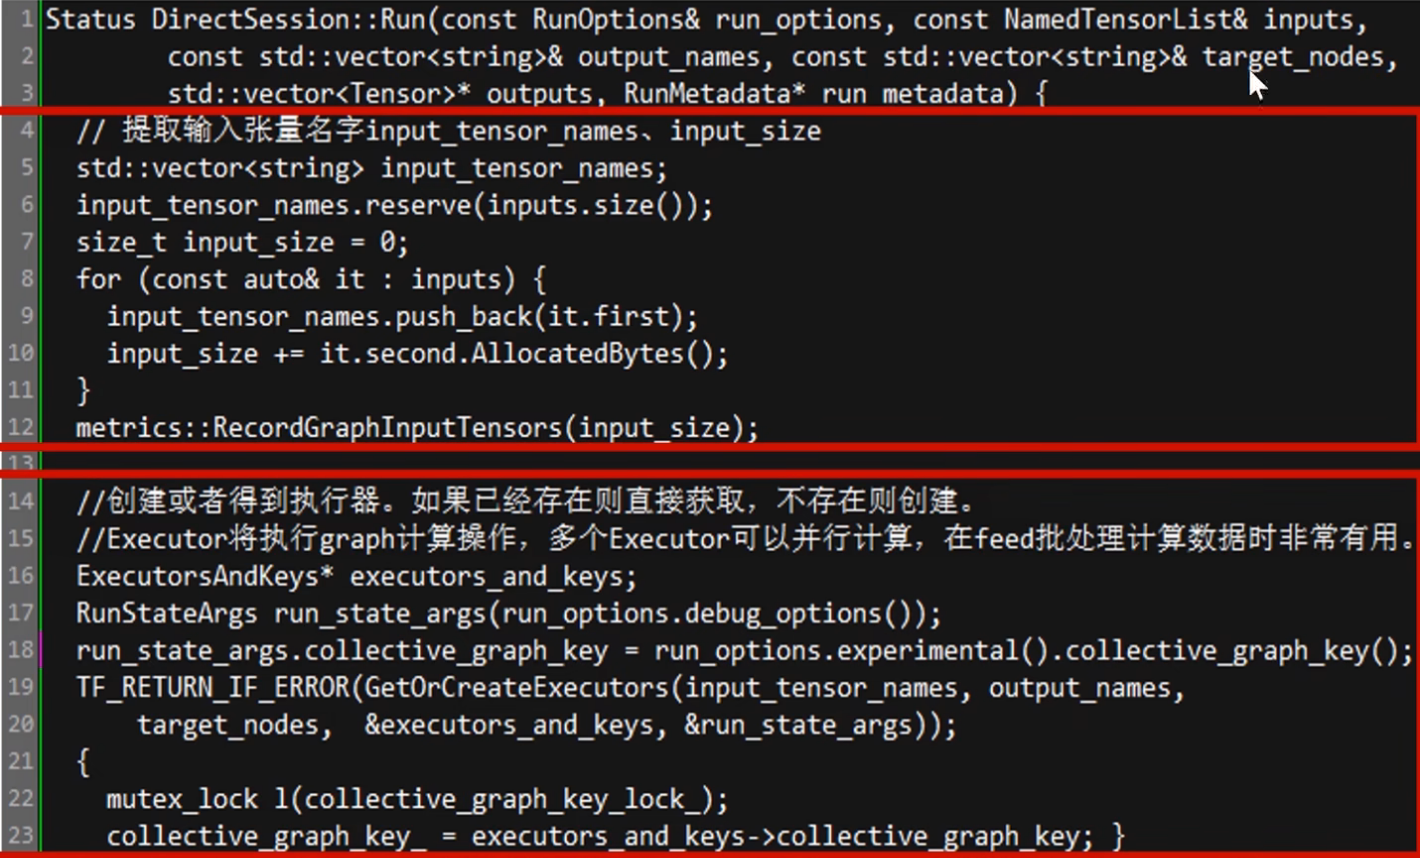 1 Status DirectSession::Run(const RunOptions& run_options, const NamedTensorList& inputs,
2 const std::vector<string>& output_names, const std::vector<string>& target_nodes,
3 std::vector<Tensor>* outputs, RunMetadata* run_metadata) {
4 // 提取输入张量名字input_tensor_names、input_size
5 std::vector<string> input_tensor_names;
6 input_tensor_names.reserve(inputs.size());
7 size_t input_size = 0;
8 for (const auto& it : inputs) {
9 input_tensor_names.push_back(it.first);
10 input_size += it.second.AllocatedBytes();
11 }
12 metrics::RecordGraphInputTensors(input_size);
13
14 //创建或者得到执行器。如果已经存在则直接获取，不存在则创建。
15 //Executor将执行graph计算操作，多个Executor可以并行计算，在feed批处理计算数据时非常有用。
16 ExecutorsAndKeys* executors_and_keys;
17 RunStateArgs run_state_args(run_options.debug_options());
18 run_state_args.collective_graph_key = run_options.experimental().collective_graph_key();
19 TF_RETURN_IF_ERROR(GetOrCreateExecutors(input_tensor_names, output_names,
20 target_nodes, &executors_and_keys, &run_state_args));
21 {
22 mutex_lock l(collective_graph_key_lock_);
23 collective_graph_key_ = executors_and_keys->collective_graph_key; }